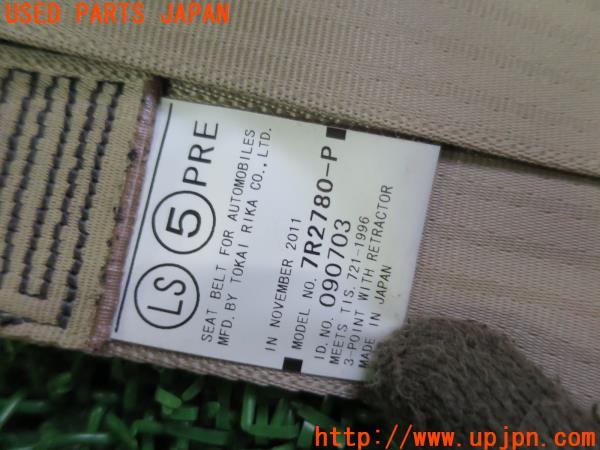 USED PARTS JAPAN
LS 5 PRE
SEAT BELT FOR AUTOMOBILES
MFD. BY TOKAI RIKA CO., LTD.
IN NOVEMBER 2011
MODEL NO. 7R2780-P
ID.NO. 090703
MEETS TIS. 721-1996
3-POINT WITH RETRACTOR
MADE IN JAPAN
http://www.upjpn.com/